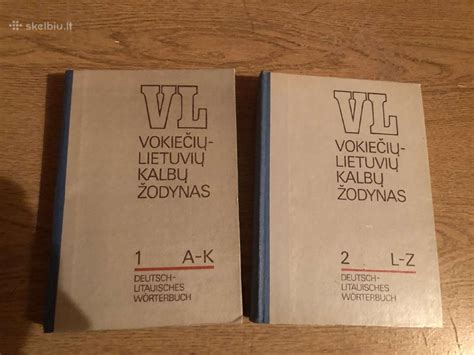 skelbiu.lt
VL
VOKIEČIŲ-
LIETUVIŲ
KALBŲ
ŽODYNAS
1 A-K
DEUTSCH-
LITAUISCHES
WÖRTERBUCH
VL
VOKIEČIŲ-
LIETUVIŲ
KALBŲ
ŽODYNAS
2 L-Z
DEUTSCH-
LITAUISCHES
WÖRTERBUCH